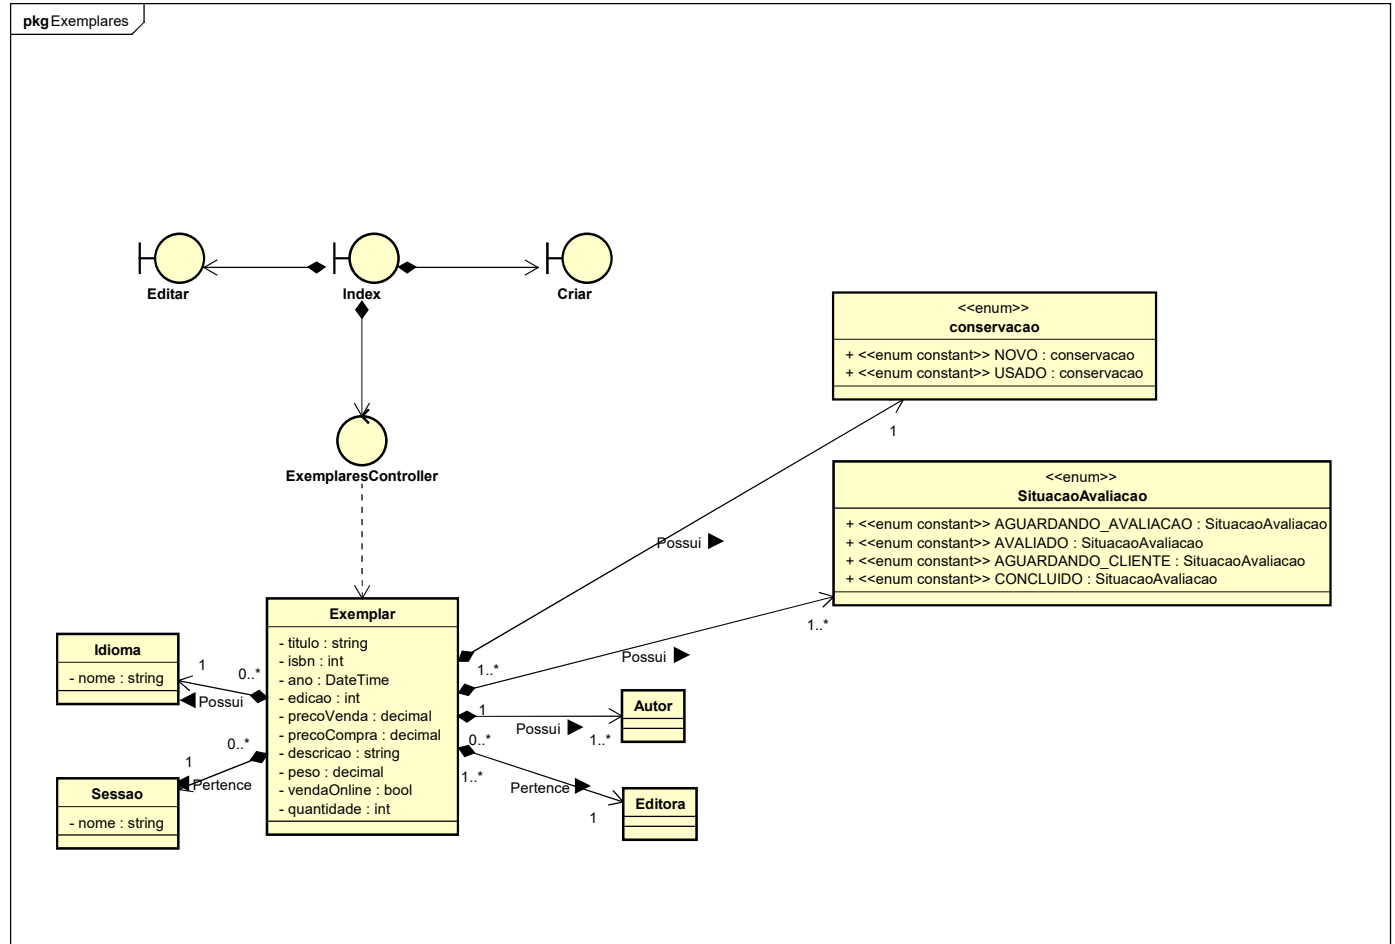 pkg Exemplares
Editar
Index
Criar
ExemplaresController
<<enum>>
conservacao
+ <<enum constant>> NOVO : conservacao
+ <<enum constant>> USADO : conservacao
1
Possui
<<enum>>
SituacaoAvaliacao
+ <<enum constant>> AGUARDANDO_AVALIACAO : SituacaoAvaliacao
+ <<enum constant>> AVALIADO : SituacaoAvaliacao
+ <<enum constant>> AGUARDANDO_CLIENTE : SituacaoAvaliacao
+ <<enum constant>> CONCLUIDO : SituacaoAvaliacao
1..*
Possui
1..*
Exemplar
- titulo : string
- isbn : int
- ano : DateTime
- edicao : int
- precoVenda : decimal
- precoCompra : decimal
- descricao : string
- peso : decimal
- vendaOnline : bool
- quantidade : int
Idioma
- nome : string
1
0..*
Possui
Sessao
- nome : string
1
0..*
Pertence
1
Possui
1..*
Autor
0..*
1..*
Pertence
1
Editora